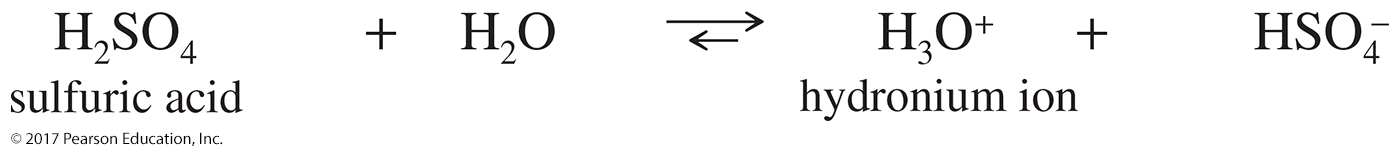 H₂SO₄ + H₂O ⇌ H₃O⁺ + HSO₄⁻
sulfuric acid hydronium ion
© 2017 Pearson Education, Inc.